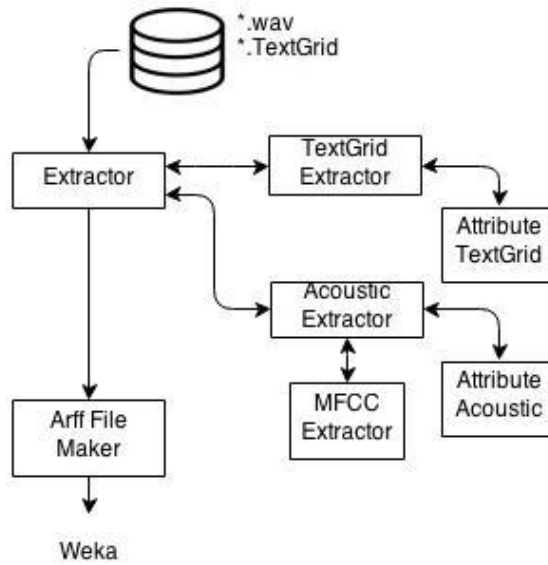 *.wav
*.TextGrid
Extractor
TextGrid
Extractor
Attribute
TextGrid
Acoustic
Extractor
MFCC
Extractor
Attribute
Acoustic
Arff File
Maker
Weka